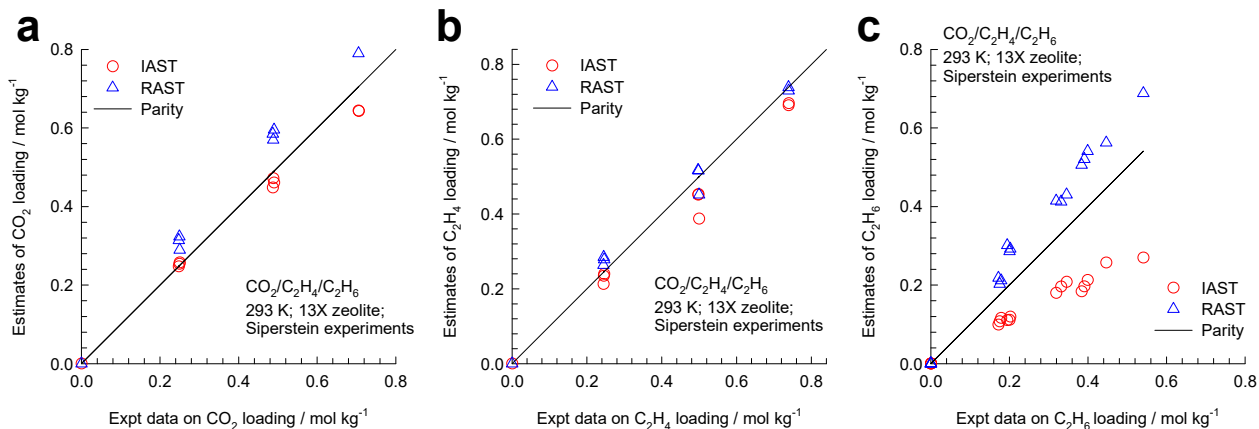 a
0.8
0.6
0.4
0.2
0.0
0.0 0.2 0.4 0.6 0.8
Estimates of CO₂ loading / mol kg⁻¹
Expt data on CO₂ loading / mol kg⁻¹
IAST
RAST
Parity
CO₂/C₂H₄/C₂H₆
293 K; 13X zeolite;
Siperstein experiments
b
0.8
0.6
0.4
0.2
0.0
0.0 0.2 0.4 0.6 0.8
Estimates of C₂H₄ loading / mol kg⁻¹
Expt data on C₂H₄ loading / mol kg⁻¹
IAST
RAST
Parity
CO₂/C₂H₄/C₂H₆
293 K; 13X zeolite;
Siperstein experiments
c
CO₂/C₂H₄/C₂H₆
293 K; 13X zeolite;
Siperstein experiments
0.8
0.6
0.4
0.2
0.0
0.0 0.2 0.4 0.6 0.8
Estimates of C₂H₆ loading / mol kg⁻¹
Expt data on C₂H₆ loading / mol kg⁻¹
IAST
RAST
Parity